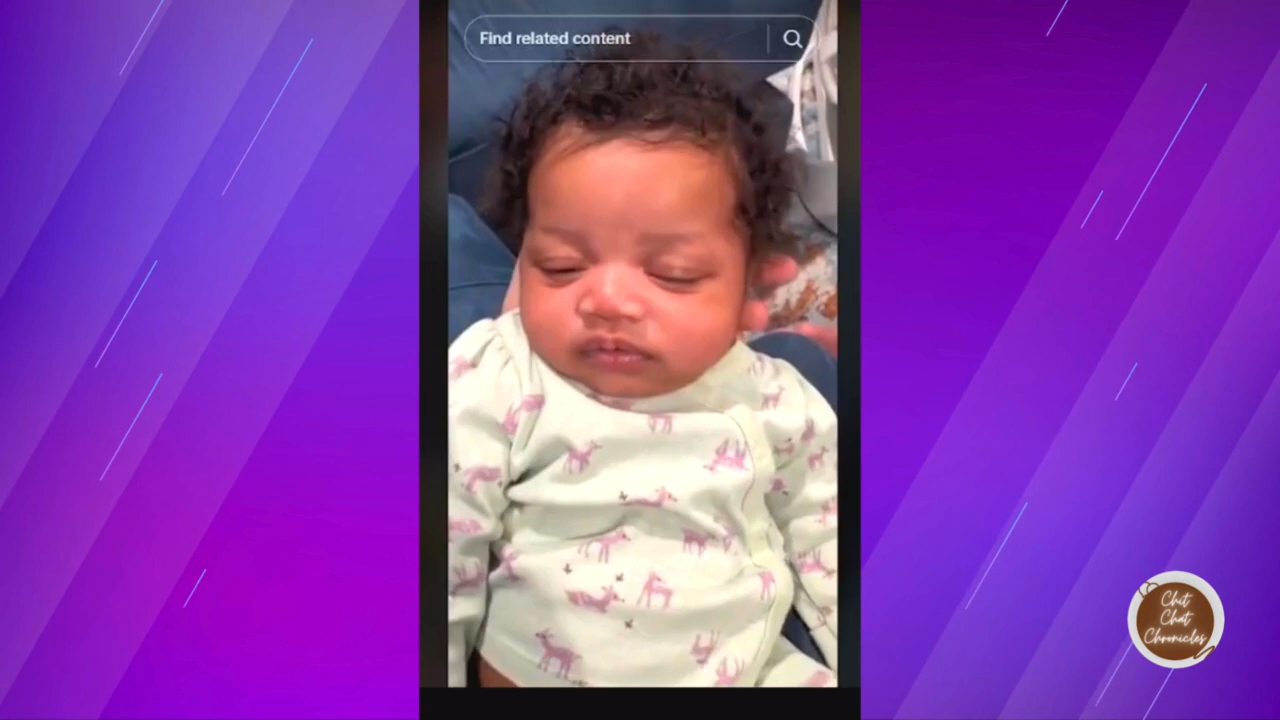 Find related content
Chit
Chat
Chronicles